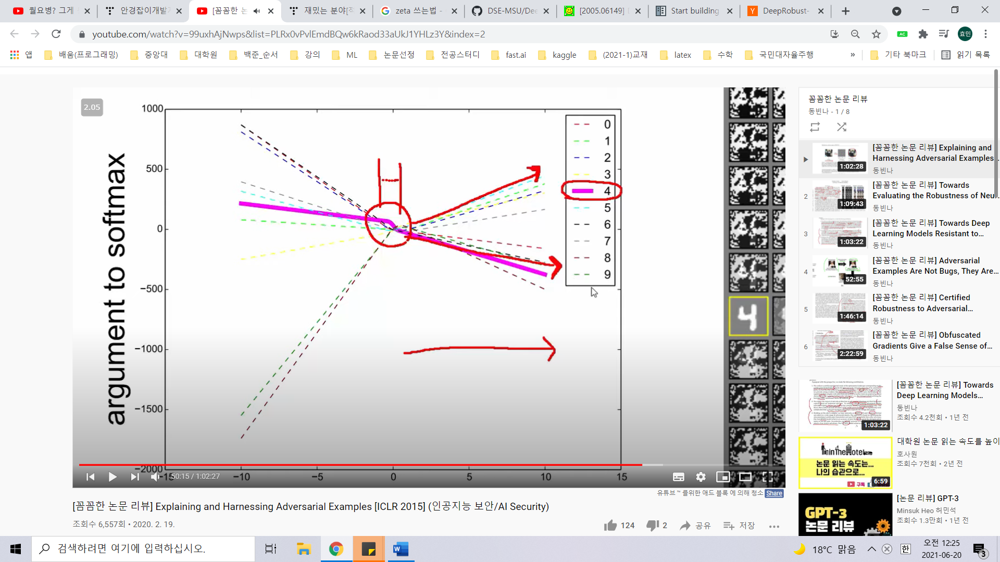 월요병? 그게
안경잡이개발
[꼼꼼한 논
재밌는 분야[적
zeta 쓰는법 -
DSE-MSU/Dee
[2005.06149]
Start building
DeepRobust-
youtube.com/watch?v=99uxhAjNwps&list=PLRx0vPvlEmdBQw6kRaod33aUkJ1YHLz3Y&index=2
AC
효민
앱
배움(프로그래밍)
중앙대
대학원
백준_순서
강의
ML
논문선정
전공스터디
fast.ai
kaggle
(2021-1)교재
latex
수학
국민대자율주행
»
기타 북마크
읽기 목록
2.05
argument to softmax
1000
500
0
−500
−1000
−1500
−2000
−15
−10
−5
0
5
10
15
0
1
2
3
4
5
6
7
8
9
4
50:15 / 1:02:27
유튜브 ™ 를위한 애드 블록 에 의해 청소 Share
[꼼꼼한 논문 리뷰] Explaining and Harnessing Adversarial Examples [ICLR 2015] (인공지능 보안/AI Security)
조회수 6,557회 • 2020. 2. 19.
124
2
공유
저장
꼼꼼한 논문 리뷰
동빈나 - 1 / 8
[꼼꼼한 논문 리뷰] Explaining and
Harnessing Adversarial Examples...
동빈나
1:02:28
2
[꼼꼼한 논문 리뷰] Towards
Evaluating the Robustness of Neu...
동빈나
1:09:43
3
[꼼꼼한 논문 리뷰] Towards Deep
Learning Models Resistant to...
동빈나
1:03:22
4
[꼼꼼한 논문 리뷰] Adversarial
Examples Are Not Bugs, They Are...
동빈나
52:55
5
[꼼꼼한 논문 리뷰] Certified
Robustness to Adversarial...
동빈나
1:46:14
6
[꼼꼼한 논문 리뷰] Obfuscated
Gradients Give a False Sense of...
동빈나
2:22:59
[꼼꼼한 논문 리뷰] Towards
Deep Learning Models...
동빈나
조회수 4.2천회 • 1년 전
1:03:22
대학원 논문 읽는 속도를 높이
호사원
조회수 7천회 • 2년 전
논문 읽는 속도는...
나의 습관으로...
구독
6:59
[논문 리뷰] GPT-3
Minsuk Heo 허민석
조회수 1.3만회 • 1년 전
GPT-3
논문 리뷰
검색하려면 여기에 입력하십시오.
18°C 맑음
한
오전 12:25
2021-06-20
3